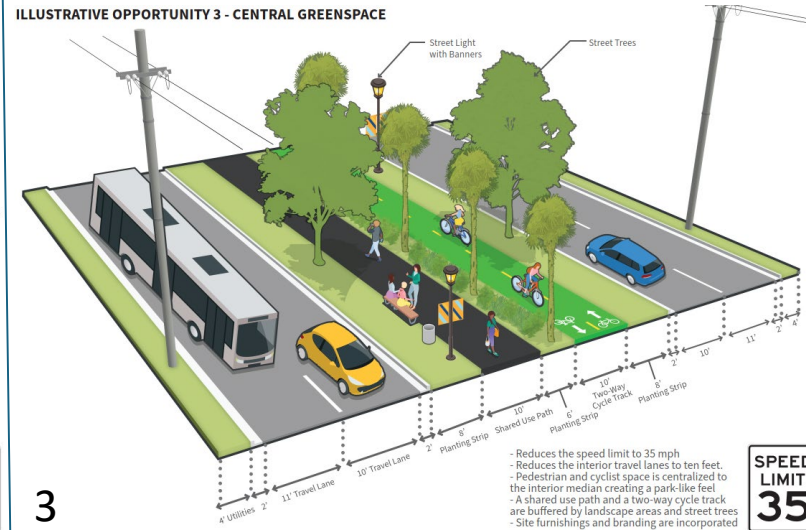 ILLUSTRATIVE OPPORTUNITY 3 - CENTRAL GREENSPACE
Street Light
with Banners
Street Trees
4' Utilities
2'
11' Travel Lane
10' Travel Lane
2'
8'
Planting Strip
10'
Shared Use Path
6'
Planting Strip
10'
Two-Way
Cycle Track
8'
Planting Strip
2'
10'
11'
2'
4'
- Reduces the speed limit to 35 mph
- Reduces the interior travel lanes to ten feet.
- Pedestrian and cyclist space is centralized to
the interior median creating a park-like feel
- A shared use path and a two-way cycle track
are buffered by landscape areas and street trees
- Site furnishings and branding are incorporated
SPEED
LIMIT
35
3